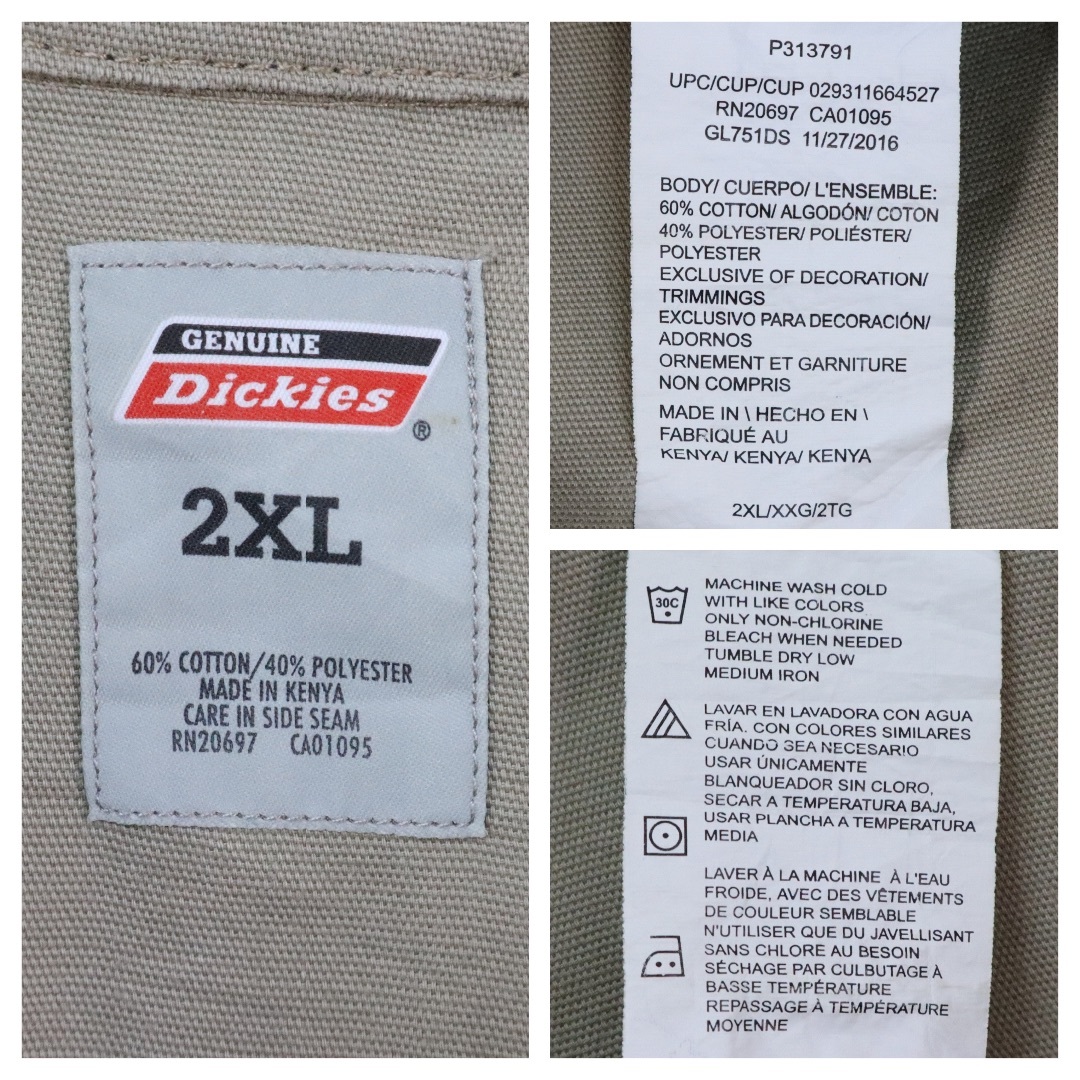 GENUINE
Dickies
®
2XL
60% COTTON/40% POLYESTER
MADE IN KENYA
CARE IN SIDE SEAM
RN20697 CA01095
P313791
UPC/CUP/CUP 029311664527
RN20697 CA01095
GL751DS 11/27/2016
BODY/ CUERPO/ L'ENSEMBLE:
60% COTTON/ ALGODÓN/ COTON
40% POLYESTER/ POLIÉSTER/
POLYESTER
EXCLUSIVE OF DECORATION/
TRIMMINGS
EXCLUSIVO PARA DECORACIÓN/
ADORNOS
ORNEMENT ET GARNITURE
NON COMPRIS
MADE IN \ HECHO EN \
FABRIQUÉ AU
KENYA/ KENYA/ KENYA
2XL/XXG/2TG
30C
MACHINE WASH COLD
WITH LIKE COLORS
ONLY NON-CHLORINE
BLEACH WHEN NEEDED
TUMBLE DRY LOW
MEDIUM IRON
LAVAR EN LAVADORA CON AGUA
FRÍA. CON COLORES SIMILARES
CUANDO SEA NECESARIO
USAR ÚNICAMENTE
BLANQUEADOR SIN CLORO,
SECAR A TEMPERATURA BAJA,
USAR PLANCHA A TEMPERATURA
MEDIA
LAVER À LA MACHINE À L'EAU
FROIDE, AVEC DES VÊTEMENTS
DE COULEUR SEMBLABLE
N'UTILISER QUE DU JAVELLISANT
SANS CHLORE AU BESOIN
SÉCHAGE PAR CULBUTAGE À
BASSE TEMPÉRATURE
REPASSAGE À TEMPÉRATURE
MOYENNE